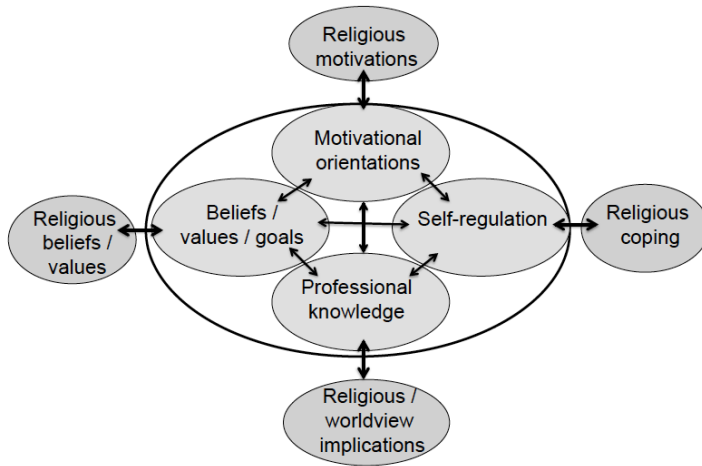 Religious
motivations
Motivational
orientations
Religious
beliefs /
values
Beliefs /
values / goals
Self-regulation
Religious
coping
Professional
knowledge
Religious /
worldview
implications